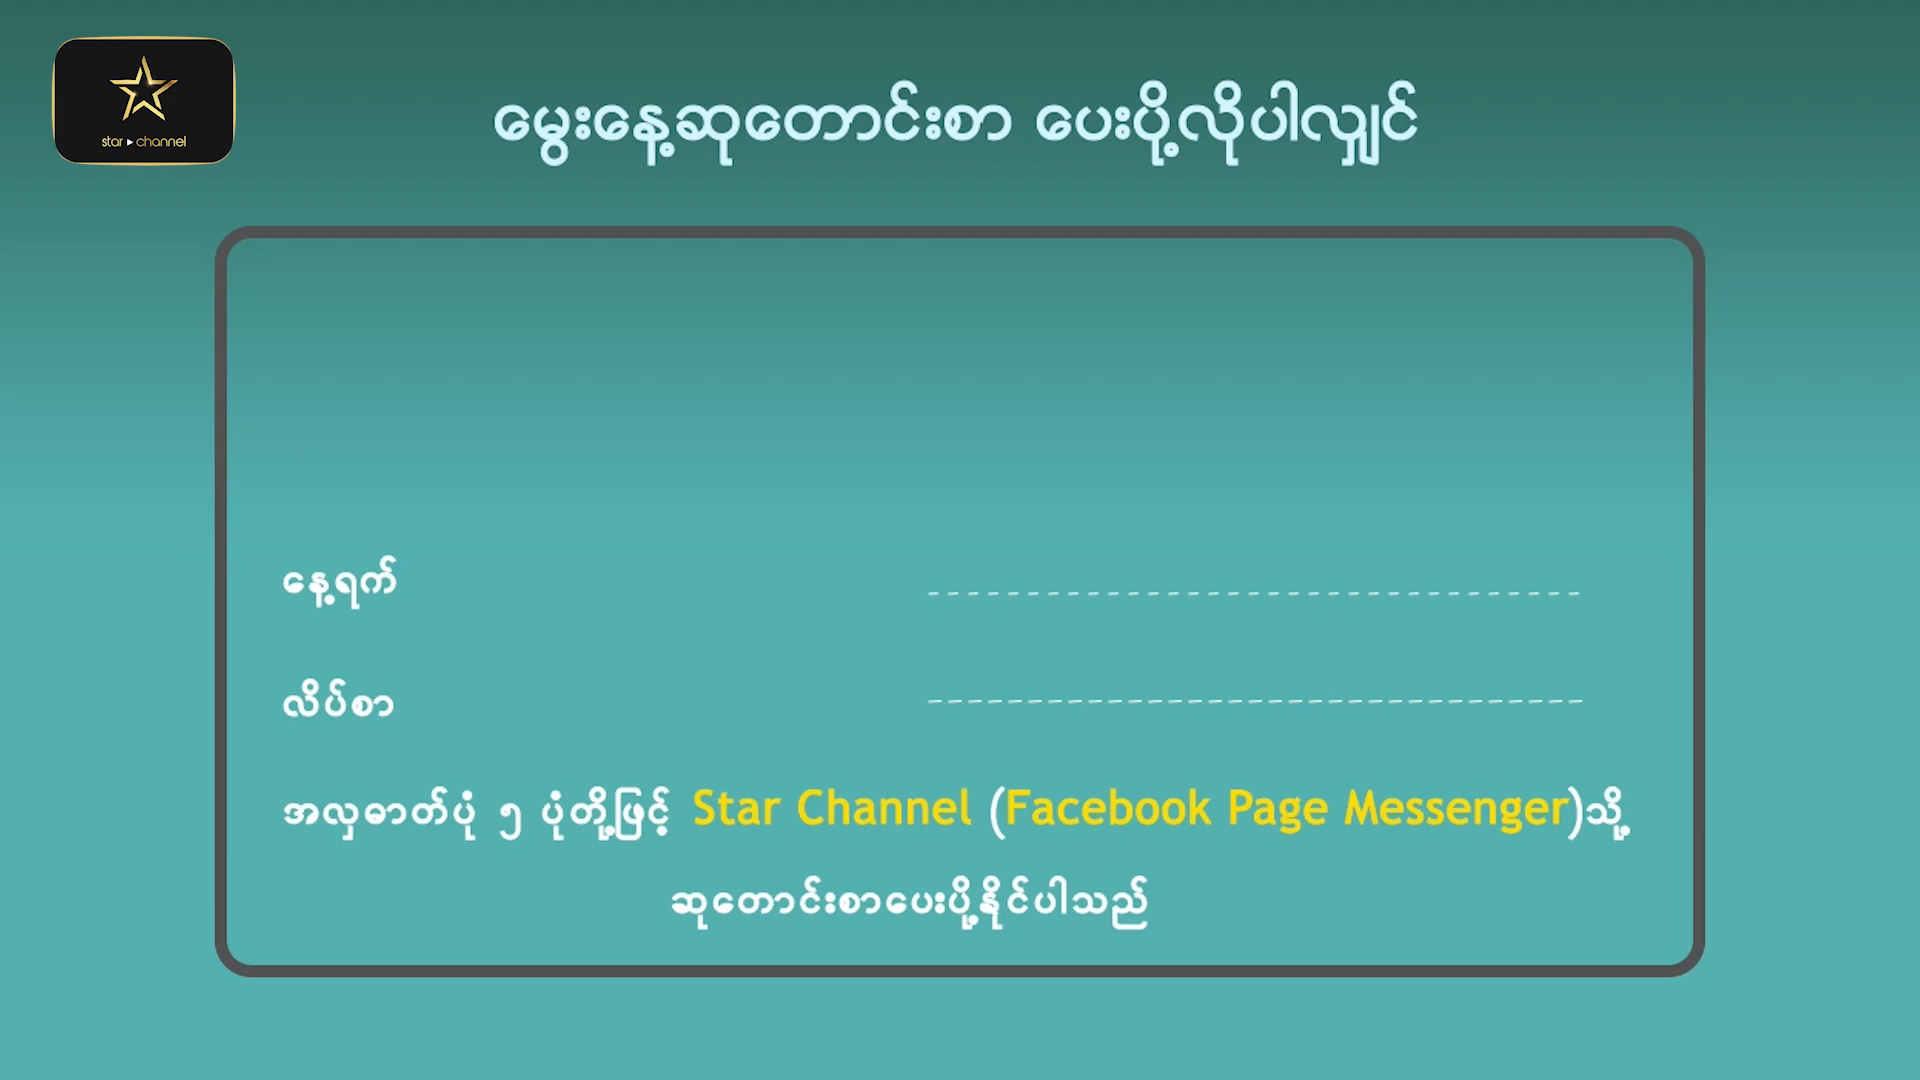 star channel
မွေးနေ့ဆုတောင်းစာ ပေးပို့လိုပါလျှင်
နေ့ရက်
လိပ်စာ
အလှဓာတ်ပုံ ၅ ပုံတို့ဖြင့် Star Channel (Facebook Page Messenger)သို့
ဆုတောင်းစာပေးပို့နိုင်ပါသည်